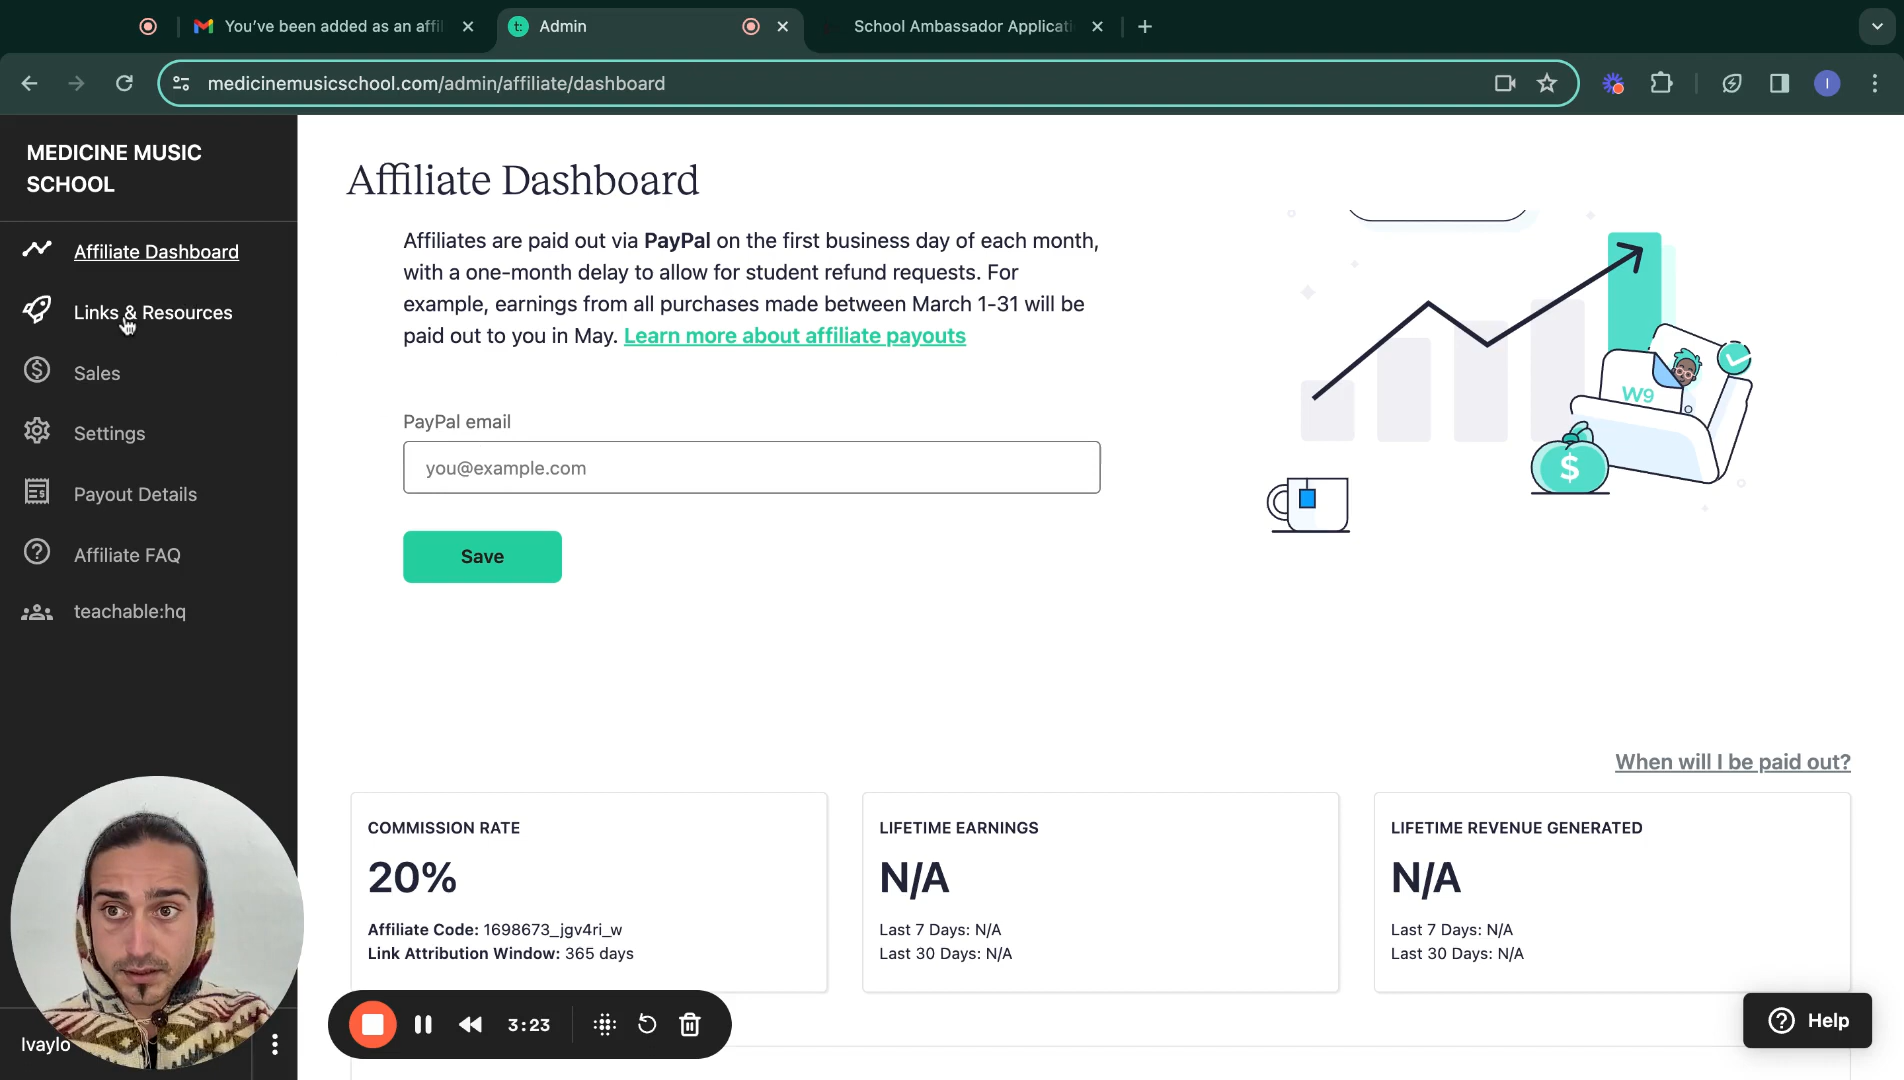 You've been added as an affil
Admin
School Ambassador Applicati
medicinemusicschool.com/admin/affiliate/dashboard
I
MEDICINE MUSIC
SCHOOL
Affiliate Dashboard
Links & Resources
Sales
Settings
Payout Details
Affiliate FAQ
teachable:hq
Ivaylo
Affiliate Dashboard
Affiliates are paid out via PayPal on the first business day of each month,
with a one-month delay to allow for student refund requests. For
example, earnings from all purchases made between March 1-31 will be
paid out to you in May. Learn more about affiliate payouts
PayPal email
you@example.com
Save
W9
$
When will I be paid out?
COMMISSION RATE
20%
Affiliate Code: 1698673_jgv4ri_w
Link Attribution Window: 365 days
LIFETIME EARNINGS
N/A
Last 7 Days: N/A
Last 30 Days: N/A
LIFETIME REVENUE GENERATED
N/A
Last 7 Days: N/A
Last 30 Days: N/A
3:23
Help